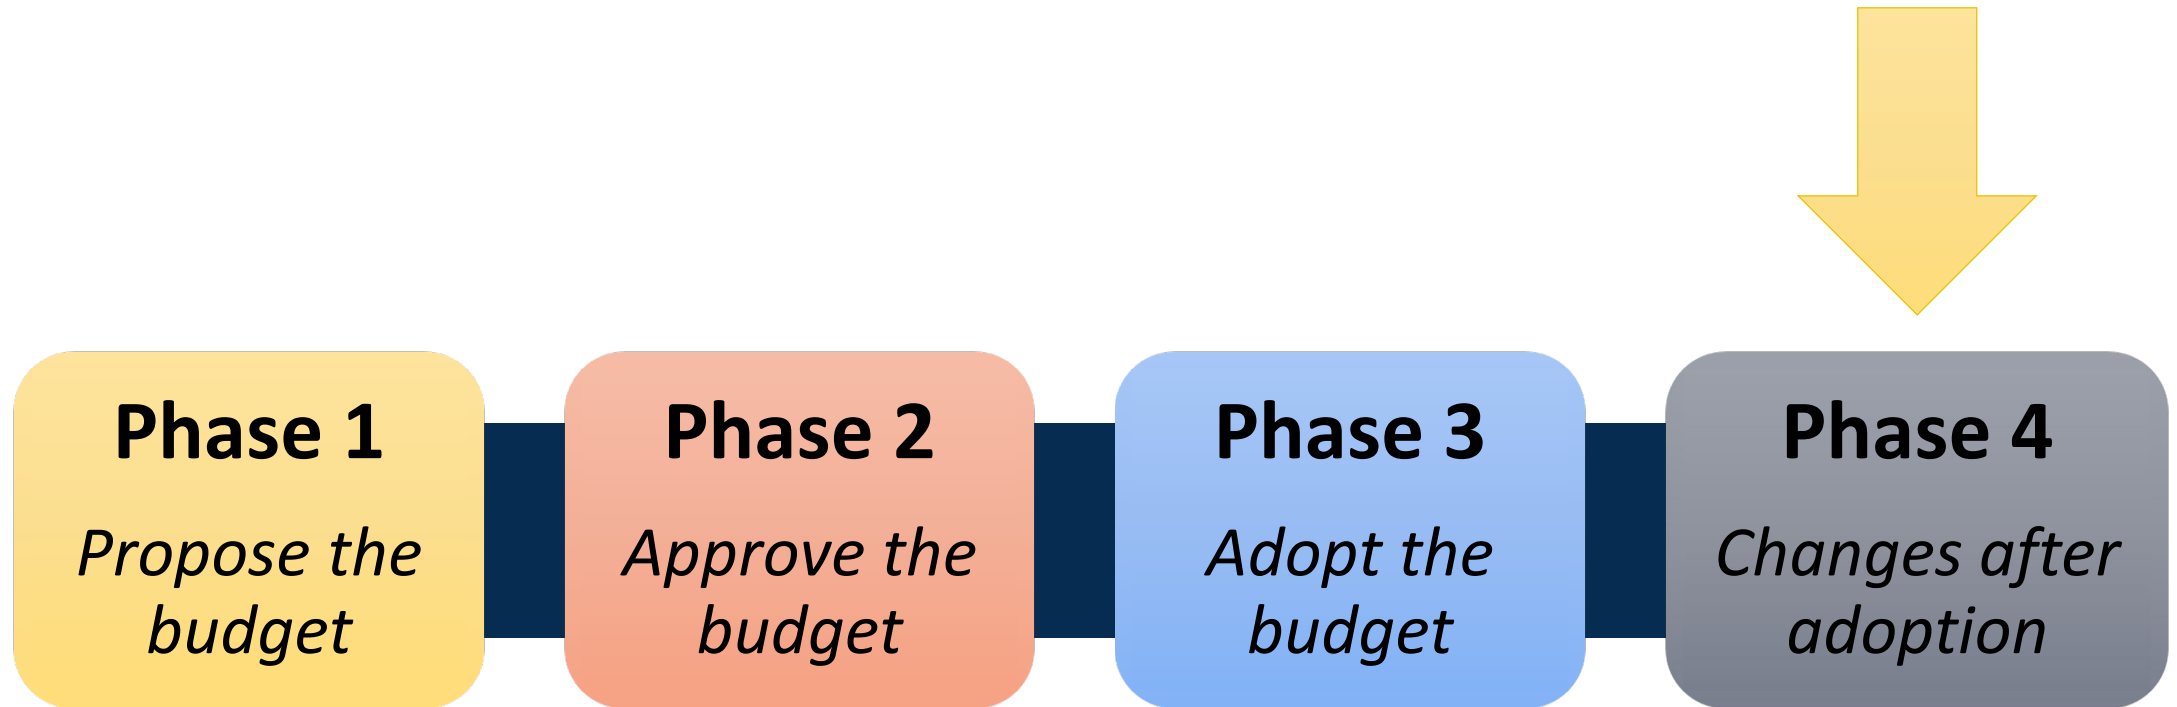 Phase 1
Propose the
budget
Phase 2
Approve the
budget
Phase 3
Adopt the
budget
Phase 4
Changes after
adoption